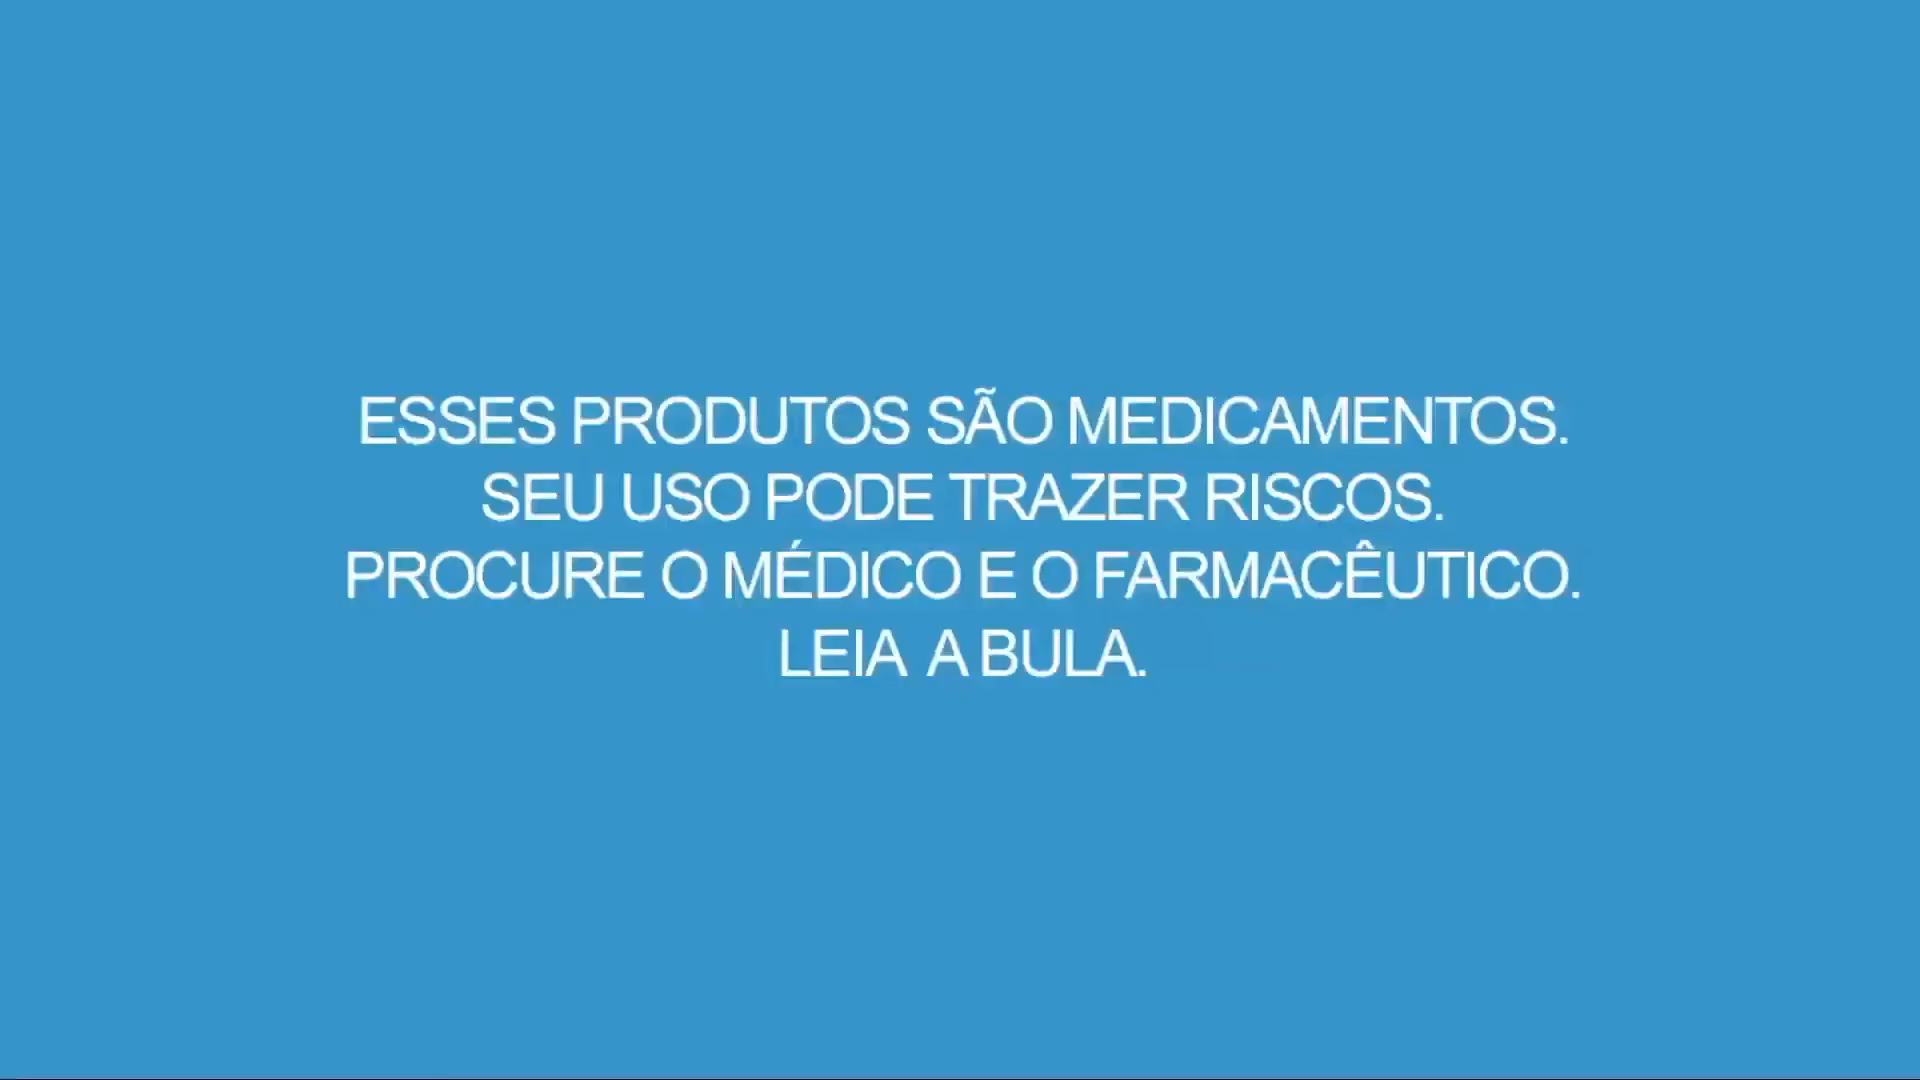 ESSES PRODUTOS SÃO MEDICAMENTOS.
SEU USO PODE TRAZER RISCOS.
PROCURE O MÉDICO E O FARMACÊUTICO.
LEIA A BULA.